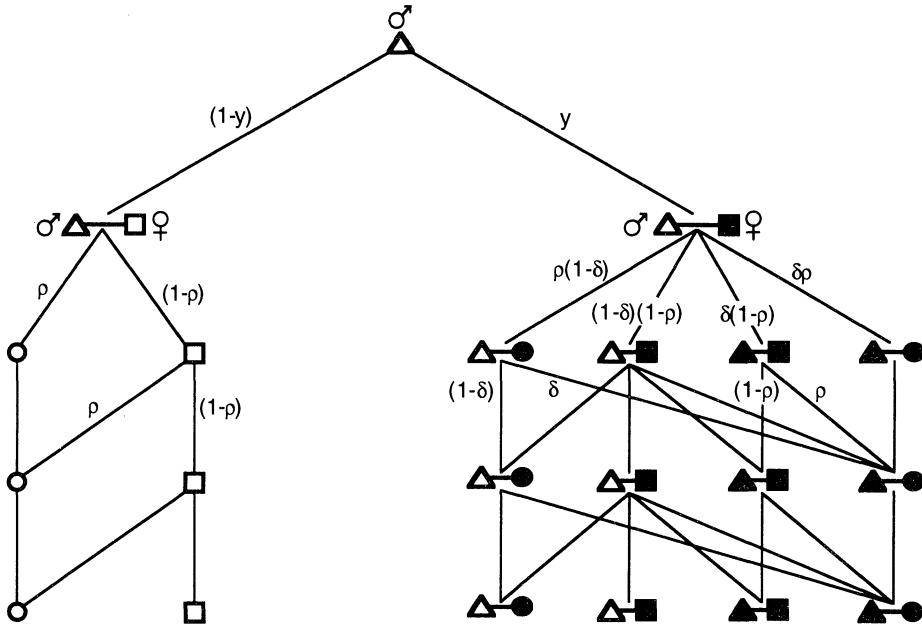 ♂
(1-y)
y
♂ ♀
♂ ♀
ρ
(1-ρ)
ρ(1-δ)
(1-δ)(1-ρ)
δ(1-ρ)
δρ
ρ
(1-ρ)
(1-δ)
δ
(1-ρ)
ρ